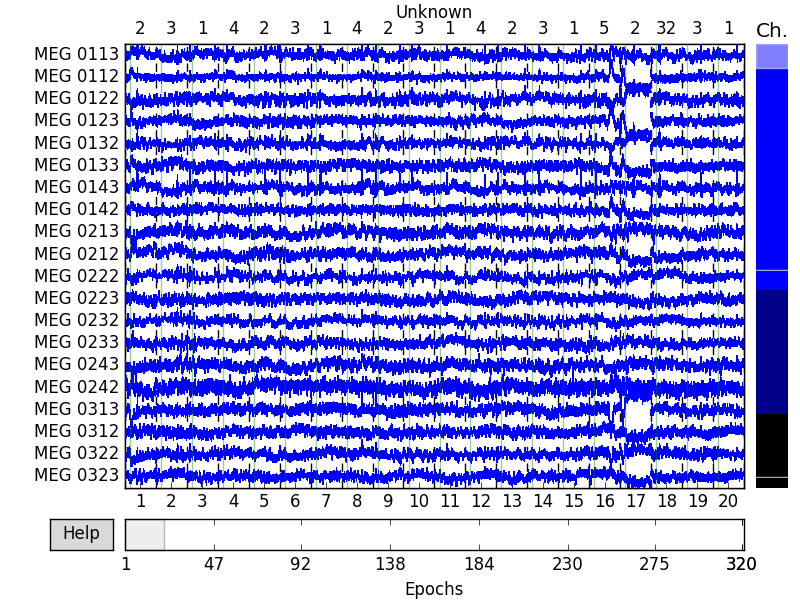 Unknown
2 3 1 4 2 3 1 4 2 3 1 4 2 3 1 5 2 32 3 1
Ch.
MEG 0113
MEG 0112
MEG 0122
MEG 0123
MEG 0132
MEG 0133
MEG 0143
MEG 0142
MEG 0213
MEG 0212
MEG 0222
MEG 0223
MEG 0232
MEG 0233
MEG 0243
MEG 0242
MEG 0313
MEG 0312
MEG 0322
MEG 0323
1 2 3 4 5 6 7 8 9 10 11 12 13 14 15 16 17 18 19 20
Help
1 47 92 138 184 230 275 320
Epochs